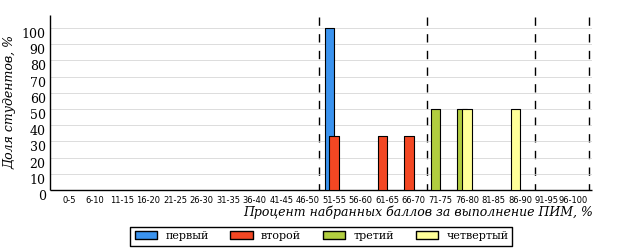 Доля студентов, %
100
90
80
70
60
50
40
30
20
10
0
0-5 6-10 11-15 16-20 21-25 26-30 31-35 36-40 41-45 46-50 51-55 56-60 61-65 66-70 71-75 76-80 81-85 86-90 91-95 96-100
Процент набранных баллов за выполнение ПИМ, %
первый второй третий четвертый